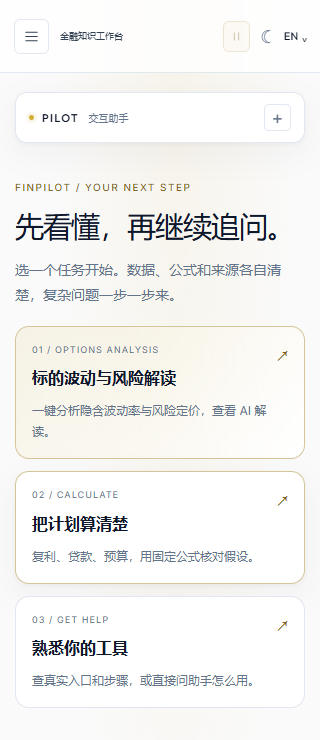 金融知识工作台
EN
PILOT 交互助手
FINPILOT / YOUR NEXT STEP
先看懂，再继续追问。
选一个任务开始。数据、公式和来源各自清
楚，复杂问题一步一步来。
01 / OPTIONS ANALYSIS
标的波动与风险解读
一键分析隐含波动率与风险定价，查看 AI 解
读。
02 / CALCULATE
把计划算清楚
复利、贷款、预算，用固定公式核对假设。
03 / GET HELP
熟悉你的工具
查真实入口和步骤，或直接问助手怎么用。